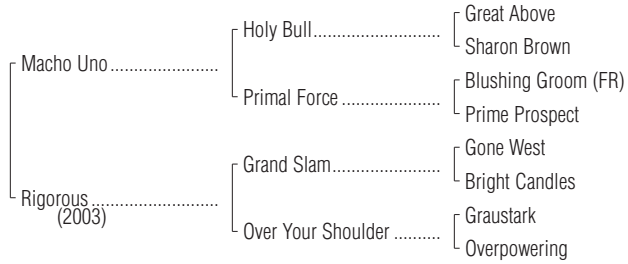 Great Above
Holy Bull..................
Sharon Brown
Macho Uno......................
Blushing Groom (FR)
Primal Force....................
Prime Prospect
Gone West
Grand Slam....................
Bright Candles
Rigorous..........................
(2003)
Graustark
Over Your Shoulder..........
Overpowering